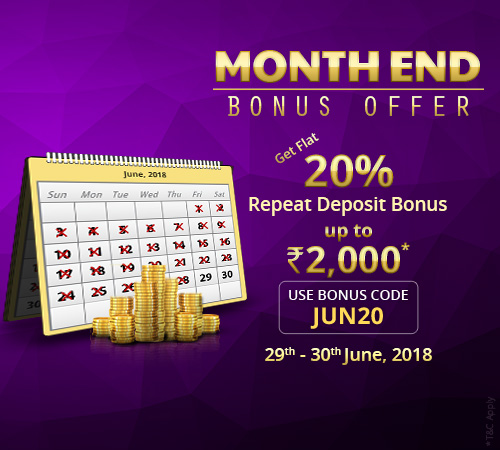 MONTH END
BONUS OFFER
Get Flat
20%
Repeat Deposit Bonus
up to
₹2,000*
USE BONUS CODE
JUN20
29th - 30th June, 2018
*T&C Apply
June, 2018
Sun Mon Tue Wed Thu Fri Sat
1 2
3 4 5 6 7 8 9
10 11 12 13 14 15 16
17 18 19 20 21 22 23
24 25 26 28 29 30